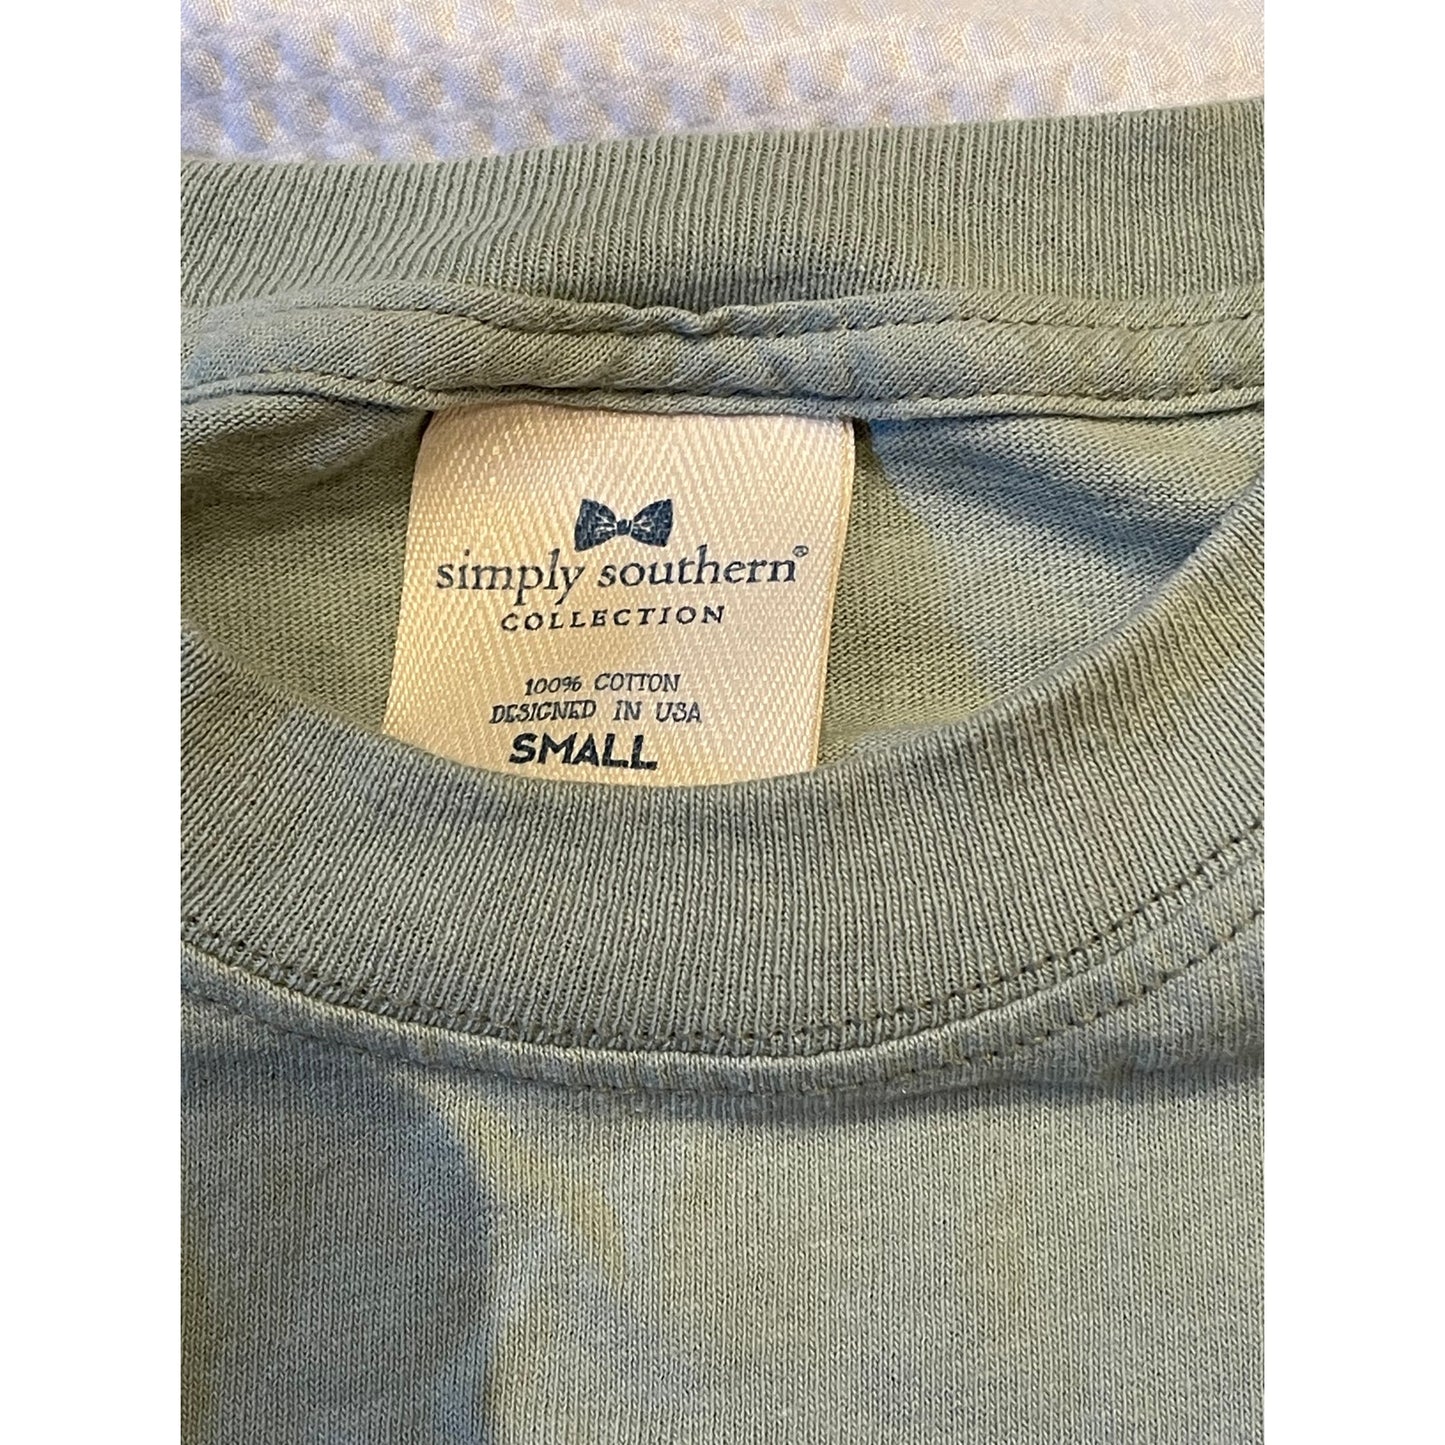 simply southern®
COLLECTION
100% COTTON
DESIGNED IN USA
SMALL